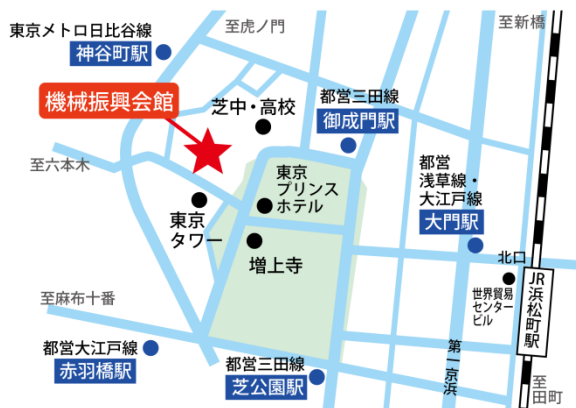 至虎ノ門
至新橋
東京メトロ日比谷線
神谷町駅
機械振興会館
芝中・高校
都営三田線
御成門駅
至六本木
東京
プリンス
ホテル
都営
浅草線・
大江戸線
大門駅
東京
タワー
増上寺
北口
世界貿易
センター
ビル
JR浜松町駅
至麻布十番
都営大江戸線
赤羽橋駅
都営三田線
芝公園駅
第一京浜
至
田町